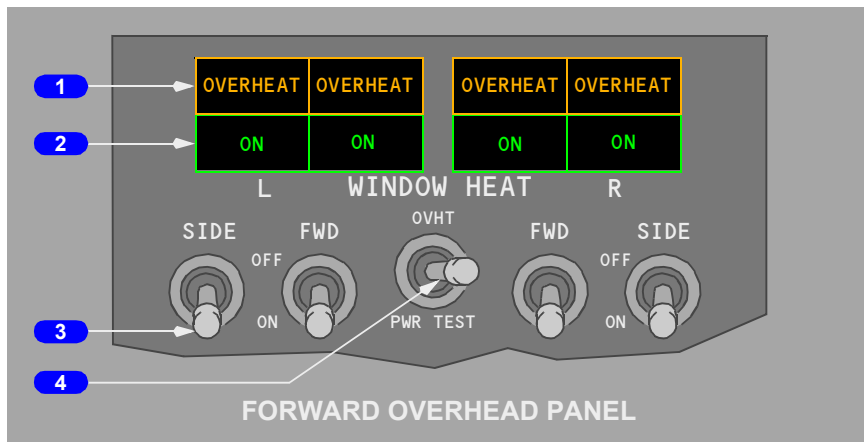 1
OVERHEAT OVERHEAT OVERHEAT OVERHEAT
2
ON ON ON ON
L WINDOW HEAT R
OVHT
SIDE FWD FWD SIDE
OFF OFF
3
ON PWR TEST ON
4
FORWARD OVERHEAD PANEL